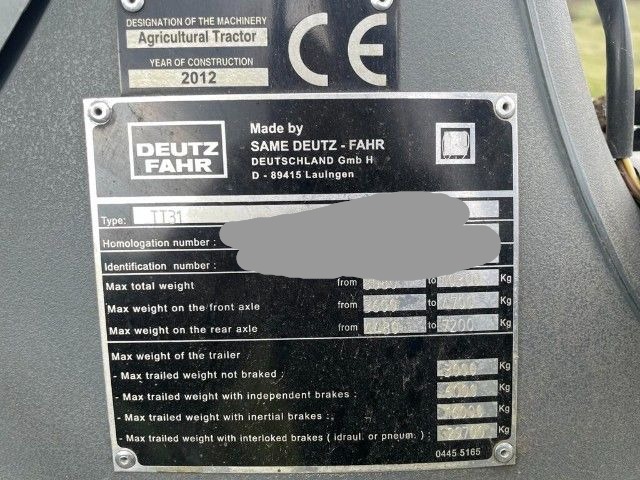 DESIGNATION OF THE MACHINERY
Agricultural Tractor
YEAR OF CONSTRUCTION
2012
CE
DEUTZ
FAHR
Made by
SAME DEUTZ - FAHR
DEUTSCHLAND Gmb H
D - 89415 Lauingen
Type: TT31
Homologation number :
Identification number :
Max total weight from to Kg
Max weight on the front axle from to Kg
Max weight on the rear axle from to 7200 Kg
Max weight of the trailer
- Max trailed weight not braked : Kg
- Max trailed weight with independent brakes : Kg
- Max trailed weight with inertial brakes : Kg
- Max trailed weight with interloked brakes ( idraul. or pneum. ) : Kg
0445 5165